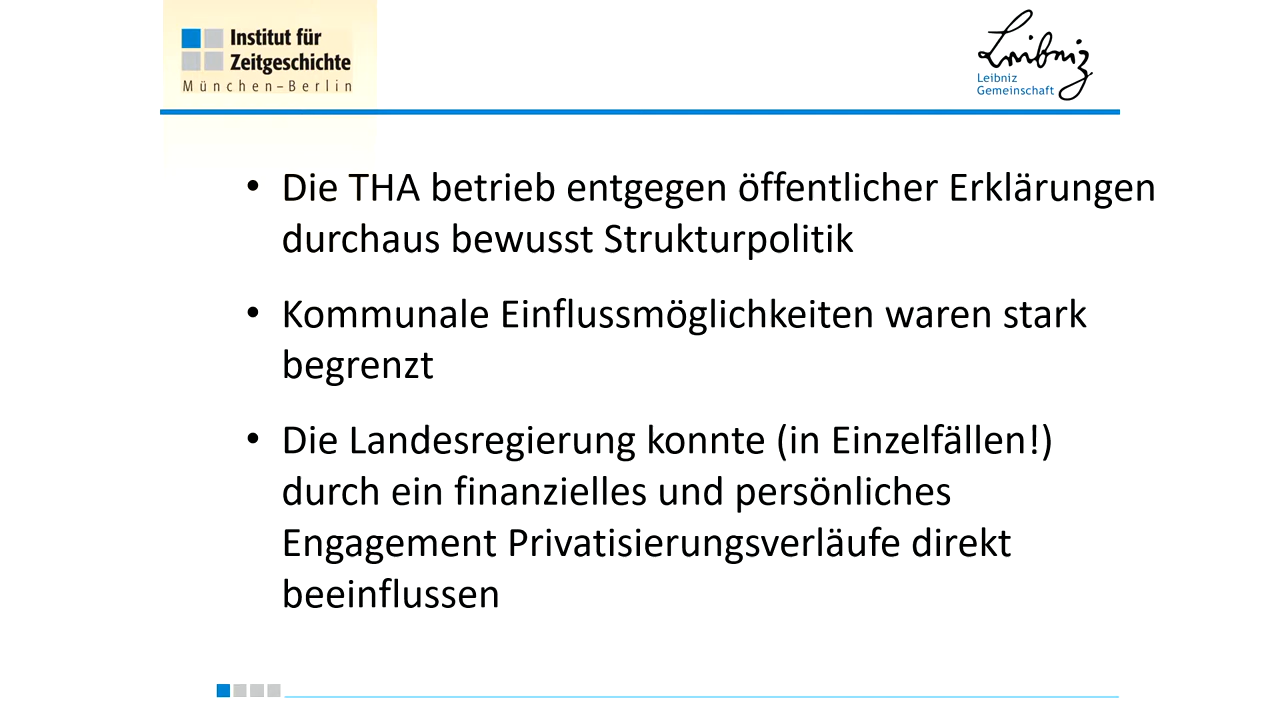 Institut für
Zeitgeschichte
München–Berlin
Leibniz
Leibniz
Gemeinschaft
• Die THA betrieb entgegen öffentlicher Erklärungen
durchaus bewusst Strukturpolitik
• Kommunale Einflussmöglichkeiten waren stark
begrenzt
• Die Landesregierung konnte (in Einzelfällen!)
durch ein finanzielles und persönliches
Engagement Privatisierungsverläufe direkt
beeinflussen